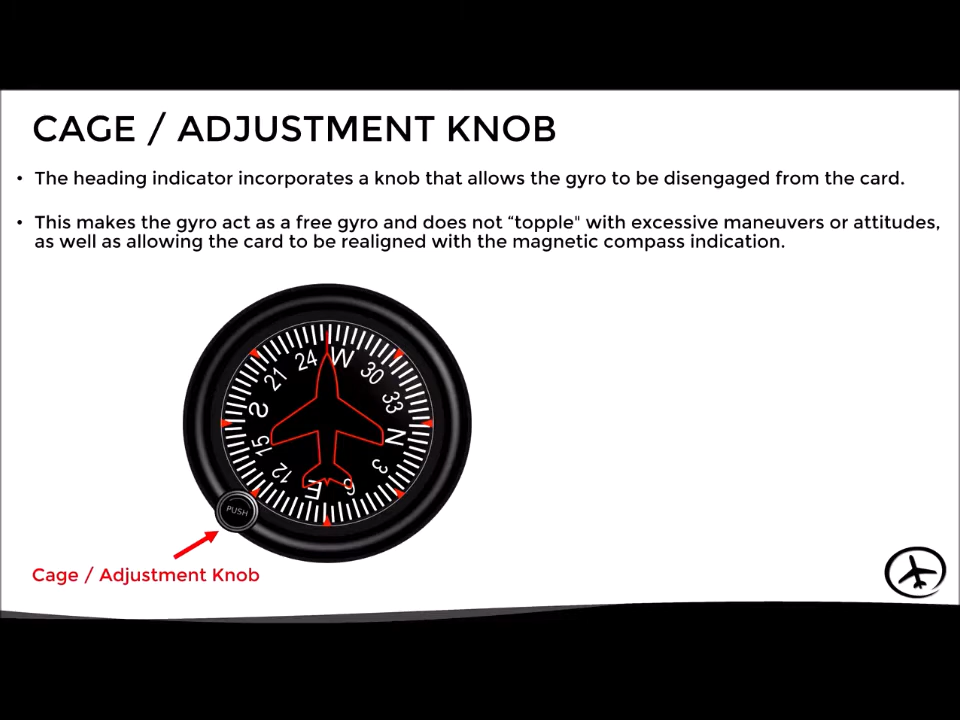 CAGE / ADJUSTMENT KNOB
• The heading indicator incorporates a knob that allows the gyro to be disengaged from the card.
• This makes the gyro act as a free gyro and does not “topple" with excessive maneuvers or attitudes,
as well as allowing the card to be realigned with the magnetic compass indication.
24 W 30 33 N 3 6 E 12 15 S 21
PUSH
Cage / Adjustment Knob